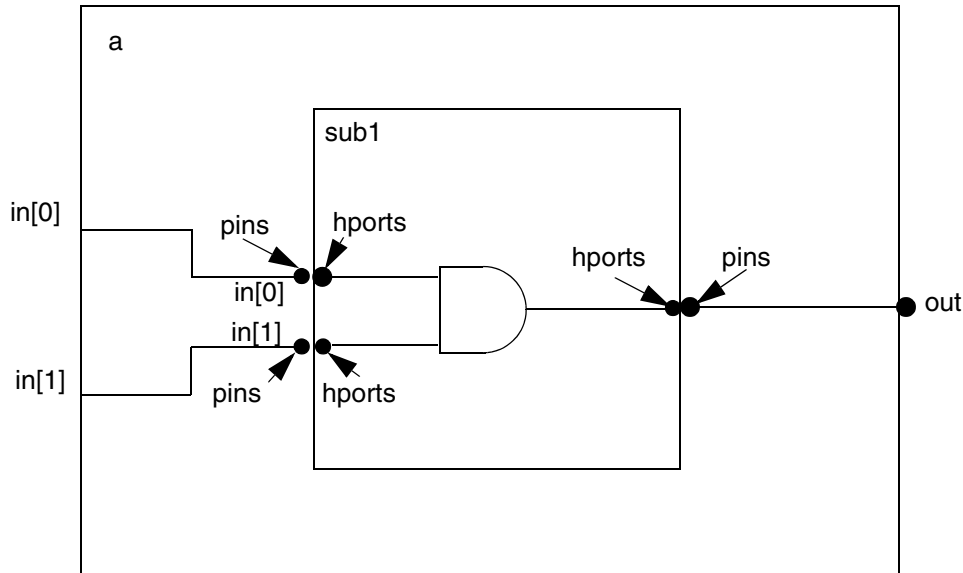 a
sub1
in[0]
pins
hports
hports
pins
in[0]
out
in[1]
in[1]
pins
hports